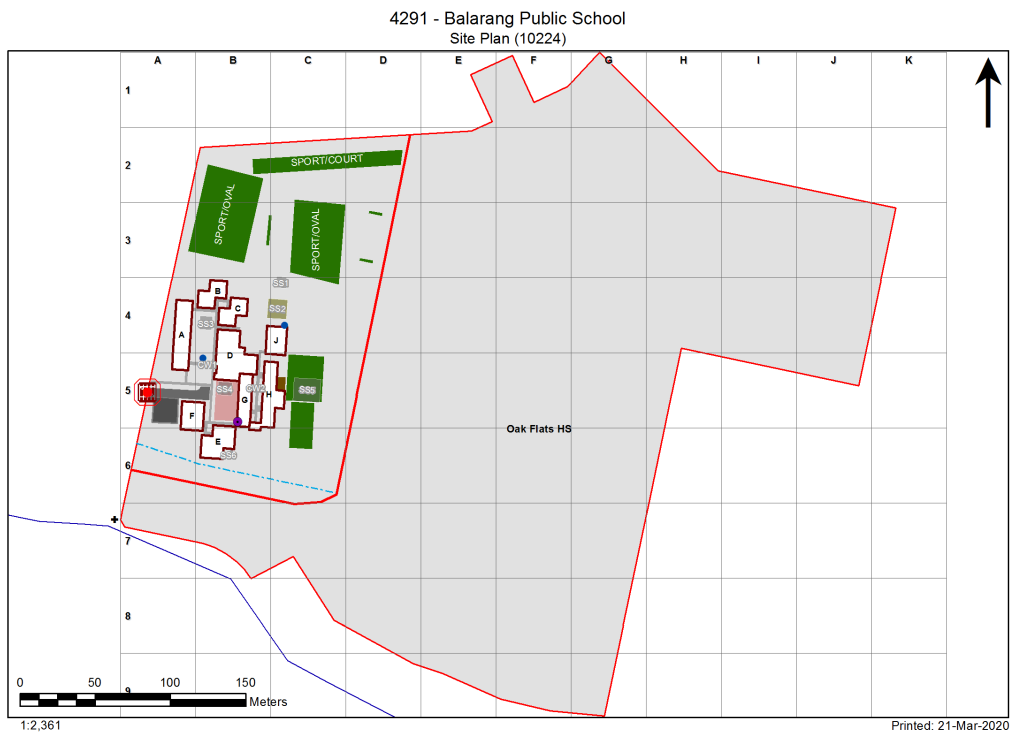 4291 - Balarang Public School
Site Plan (10224)
A B C D E F G H I J K
1
2
SPORT/COURT
SPORT/OVAL
SPORT/OVAL
3
SS1
B
SS2
C
4
SS3
A
J
D
CW1
5
SS4
CW2
SS5
G
H
F
Oak Flats HS
E
SS6
6
7
8
9
0 50 100 150
Meters
1:2,361
Printed: 21-Mar-2020